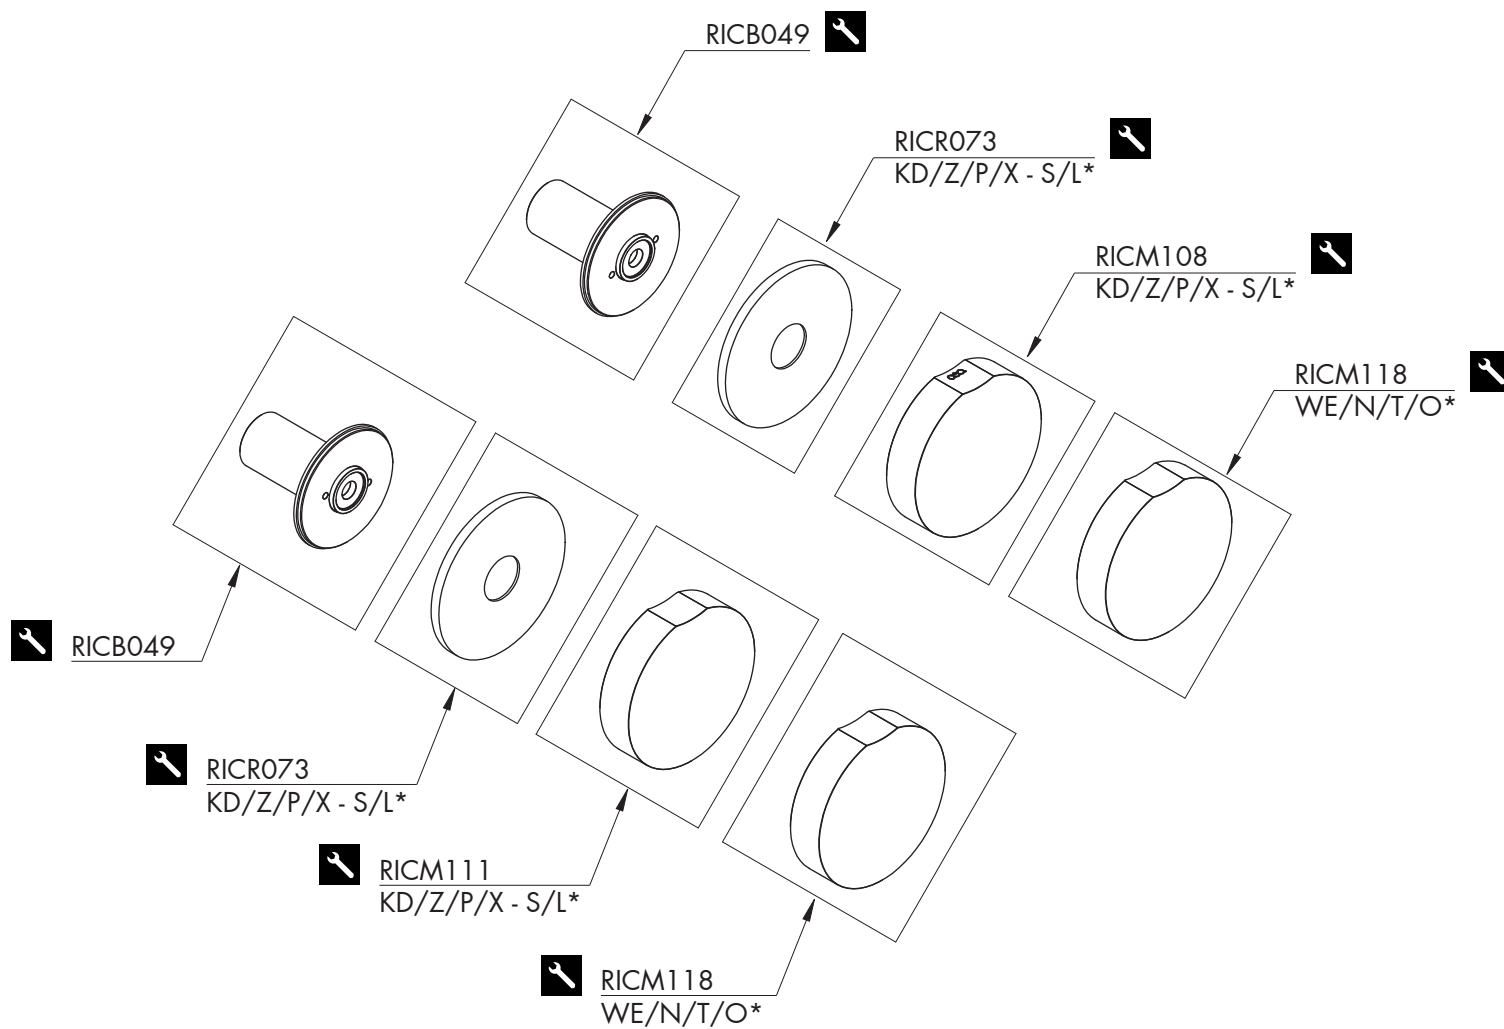 RICB049
RICR073
KD/Z/P/X - S/L*
RICM108
KD/Z/P/X - S/L*
RICM118
WE/N/T/O*
RICB049
RICR073
KD/Z/P/X - S/L*
RICM111
KD/Z/P/X - S/L*
RICM118
WE/N/T/O*